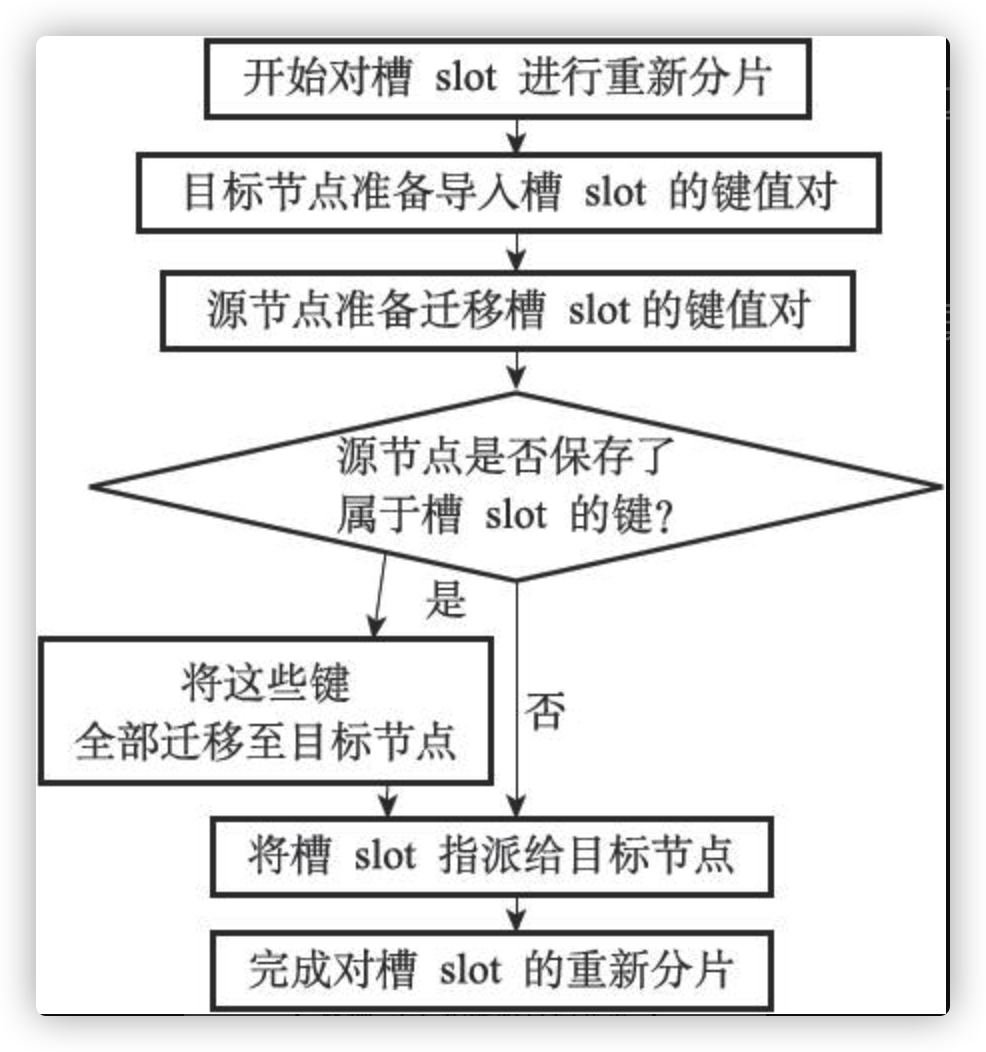 开始对槽 slot 进行重新分片
目标节点准备导入槽 slot 的键值对
源节点准备迁移槽 slot 的键值对
源节点是否保存了
属于槽 slot 的键?
是
将这些键
全部迁移至目标节点
否
将槽 slot 指派给目标节点
完成对槽 slot 的重新分片